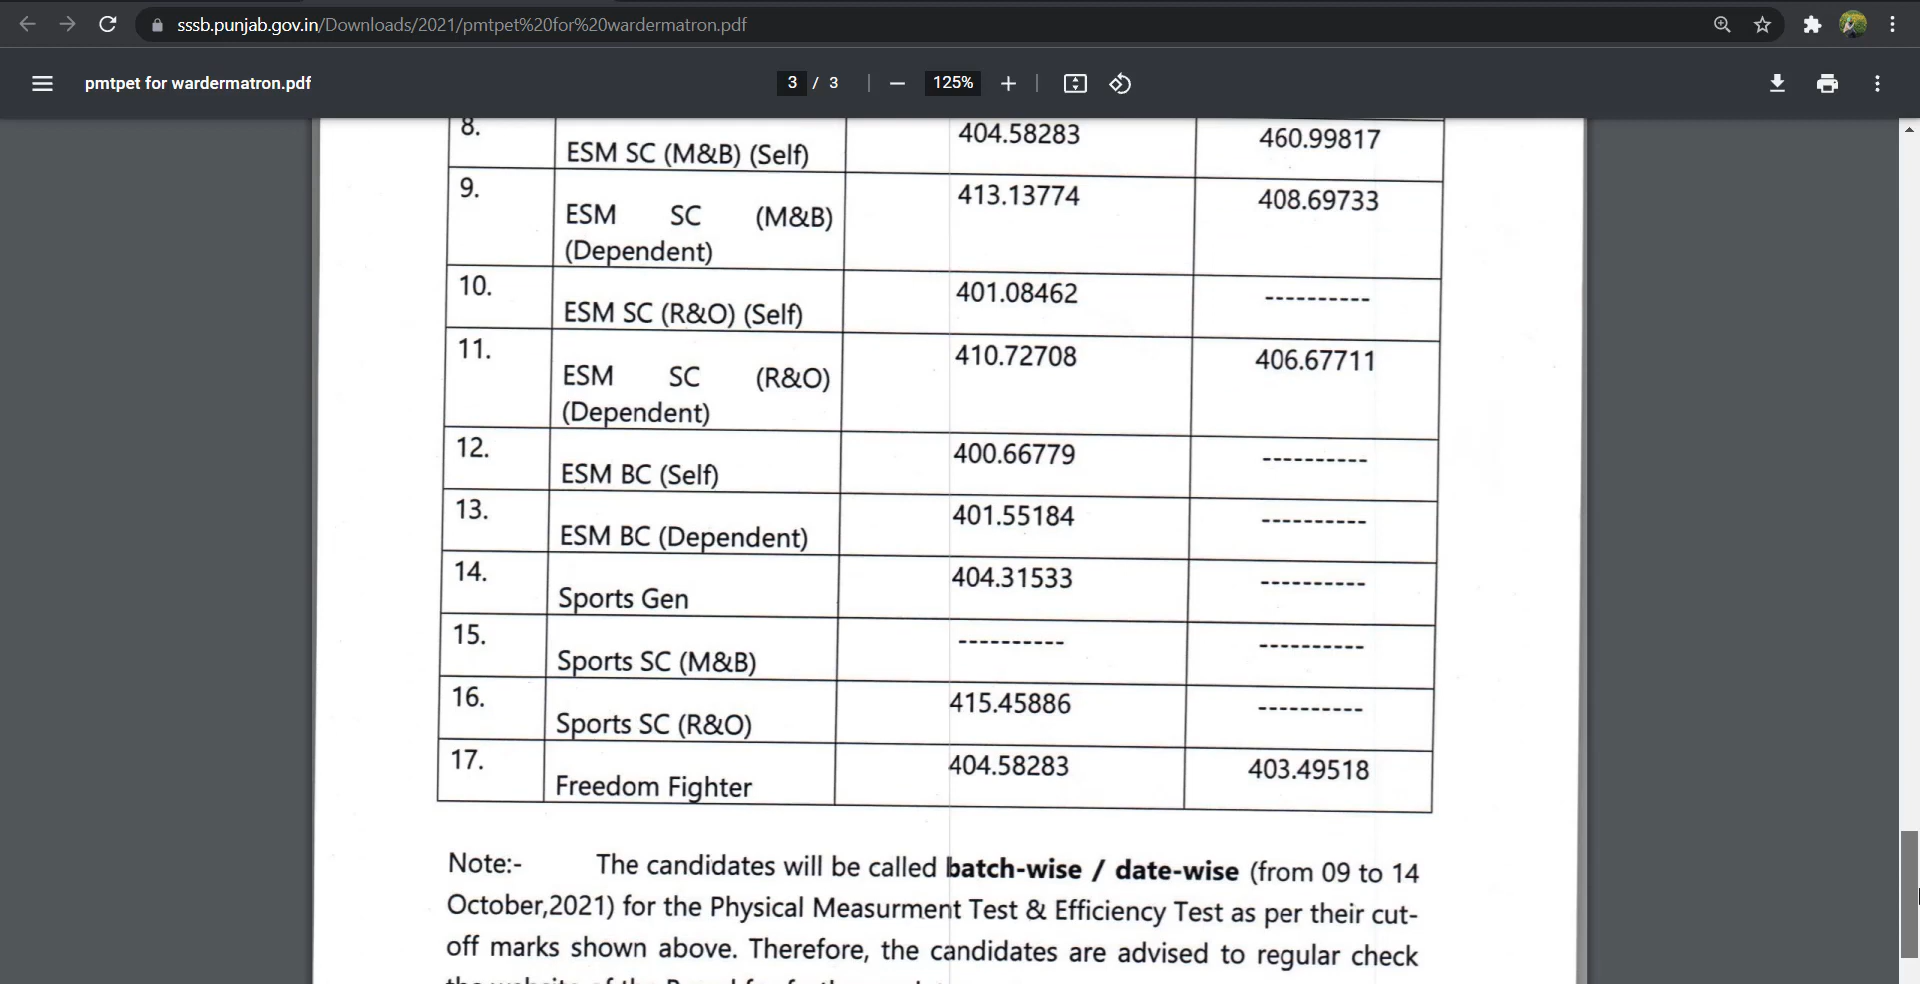 sssb.punjab.gov.in/Downloads/2021/pmtpet%20for%20wardermatron.pdf
pmtpet for wardermatron.pdf
3 / 3
125%
8. ESM SC (M&B) (Self) 404.58283 460.99817
9. ESM SC (M&B) 413.13774 408.69733
(Dependent)
10. ESM SC (R&O) (Self) 401.08462 ----------
11. ESM SC (R&O) 410.72708 406.67711
(Dependent)
12. ESM BC (Self) 400.66779 ----------
13. ESM BC (Dependent) 401.55184 ----------
14. Sports Gen 404.31533 ----------
15. Sports SC (M&B) ---------- ----------
16. Sports SC (R&O) 415.45886 ----------
17. Freedom Fighter 404.58283 403.49518
Note:- The candidates will be called batch-wise / date-wise (from 09 to 14
October,2021) for the Physical Measurment Test & Efficiency Test as per their cut-
off marks shown above. Therefore, the candidates are advised to regular check